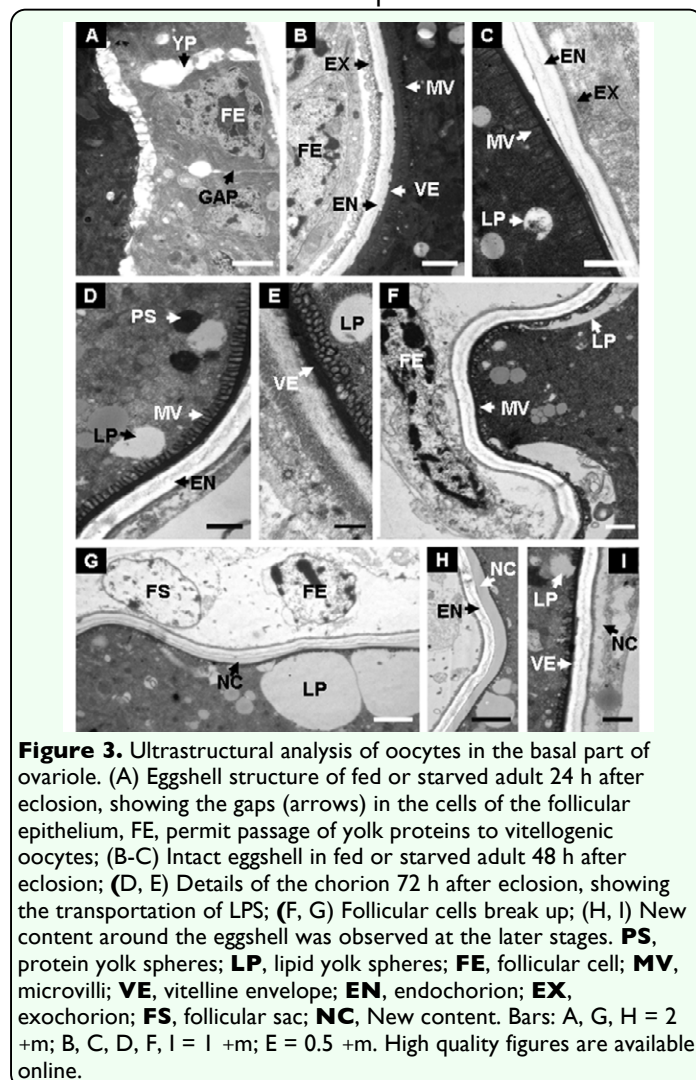 A
YP
FE
GAP
B
EX
MV
FE
EN
VE
C
EN
EX
MV
LP
D
PS
MV
LP
EN
E
LP
VE
F
FE
LP
MV
G
FS
FE
NC
LP
H
NC
EN
I
LP
NC
VE
Figure 3. Ultrastructural analysis of oocytes in the basal part of
ovariole. (A) Eggshell structure of fed or starved adult 24 h after
eclosion, showing the gaps (arrows) in the cells of the follicular
epithelium, FE, permit passage of yolk proteins to vitellogenic
oocytes; (B-C) Intact eggshell in fed or starved adult 48 h after
eclosion; (D, E) Details of the chorion 72 h after eclosion, showing
the transportation of LPS; (F, G) Follicular cells break up; (H, I) New
content around the eggshell was observed at the later stages. PS,
protein yolk spheres; LP, lipid yolk spheres; FE, follicular cell; MV,
microvilli; VE, vitelline envelope; EN, endochorion; EX,
exochorion; FS, follicular sac; NC, New content. Bars: A, G, H = 2
+m; B, C, D, F, I = 1 +m; E = 0.5 +m. High quality figures are available
online.